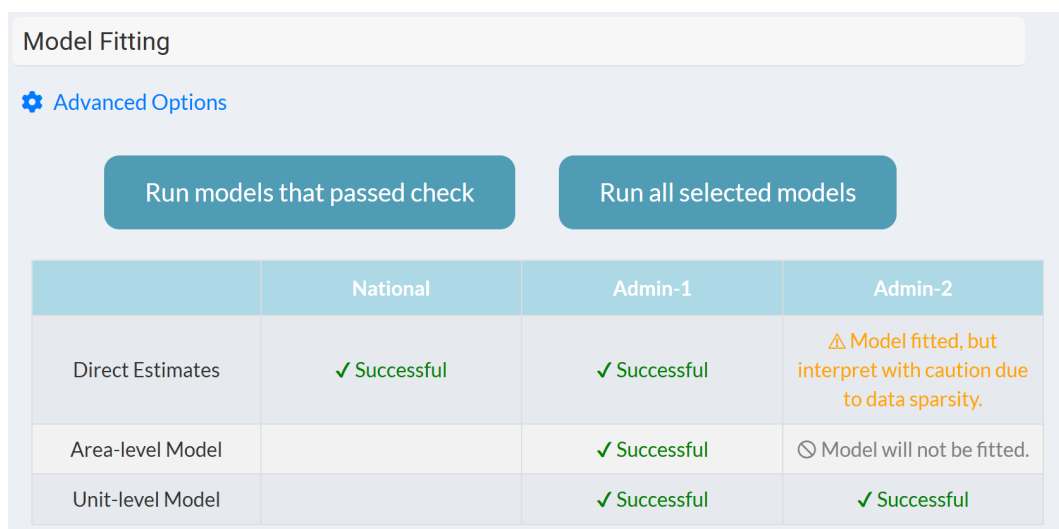 Model Fitting
Advanced Options
Run models that passed check
Run all selected models
National Admin-1 Admin-2
Direct Estimates ✓ Successful ✓ Successful ⚠ Model fitted, but
interpret with caution due
to data sparsity.
Area-level Model ✓ Successful 🛇 Model will not be fitted.
Unit-level Model ✓ Successful ✓ Successful